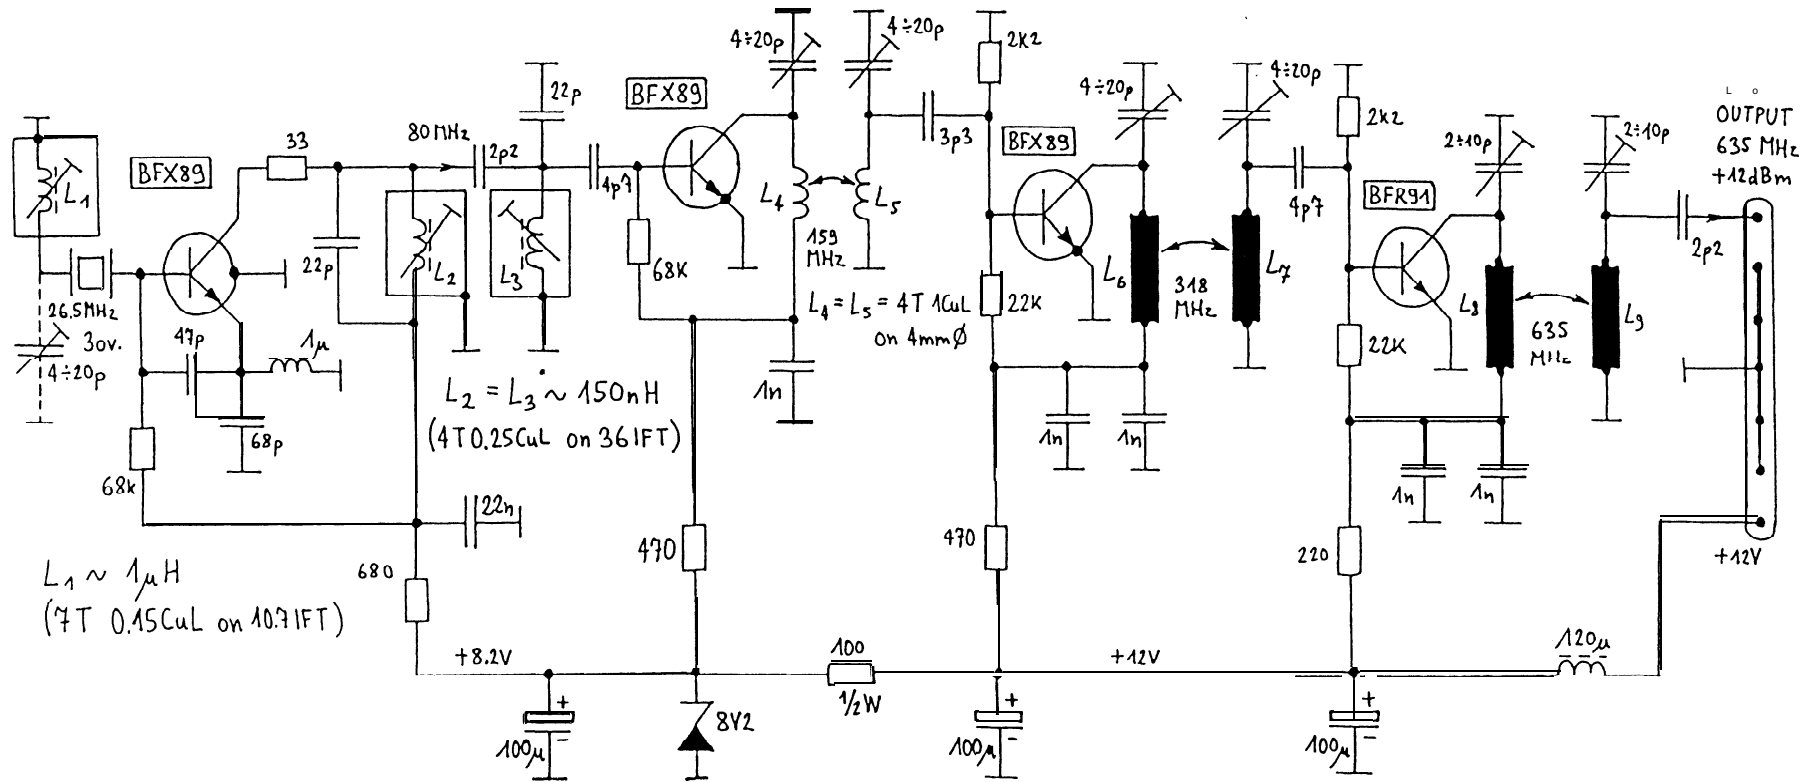 4÷20p
4÷20p
2K2
22p
BFX89
4÷20p
4÷20p
L O
OUTPUT
635 MHz
+12dBm
33
80MHz
2p2
4p7
3p3
BFX89
2K2
2÷10p
2÷10p
BFX89
L1
L4
L5
4p7
BFR91
22p
L2
L3
68K
159
MHz
L6
318
MHz
L7
2p2
26.5MHz
3ov.
4÷20p
47p
1µ
L4 = L5 = 4T 1CuL
on 4mmØ
22K
22K
L8
635
MHz
L9
68p
L2 = L3 ~ 150nH
(4T 0.25CuL on 36IFT)
1n
1n
1n
68k
22n
1n
1n
L1 ~ 1µH
(7T 0.15CuL on 10.7IFT)
680
470
470
220
+12V
+8.2V
100
1/2W
+12V
120µ
+
-
100µ
8V2
+
-
100µ
+
-
100µ